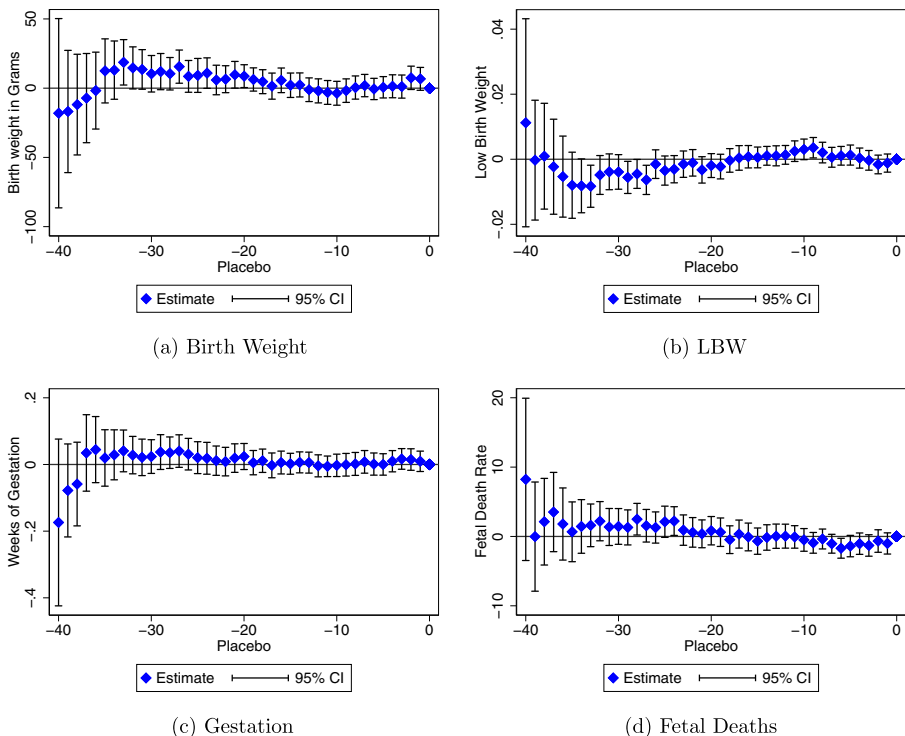 Birth weight in Grams
50
0
−50
−100
−40 −30 −20 −10 0
Placebo
Estimate 95% CI
(a) Birth Weight
Low Birth Weight
.04
.02
0
−.02
−40 −30 −20 −10 0
Placebo
Estimate 95% CI
(b) LBW
Weeks of Gestation
.2
0
−.2
−.4
−40 −30 −20 −10 0
Placebo
Estimate 95% CI
(c) Gestation
Fetal Death Rate
20
10
0
−10
−40 −30 −20 −10 0
Placebo
Estimate 95% CI
(d) Fetal Deaths